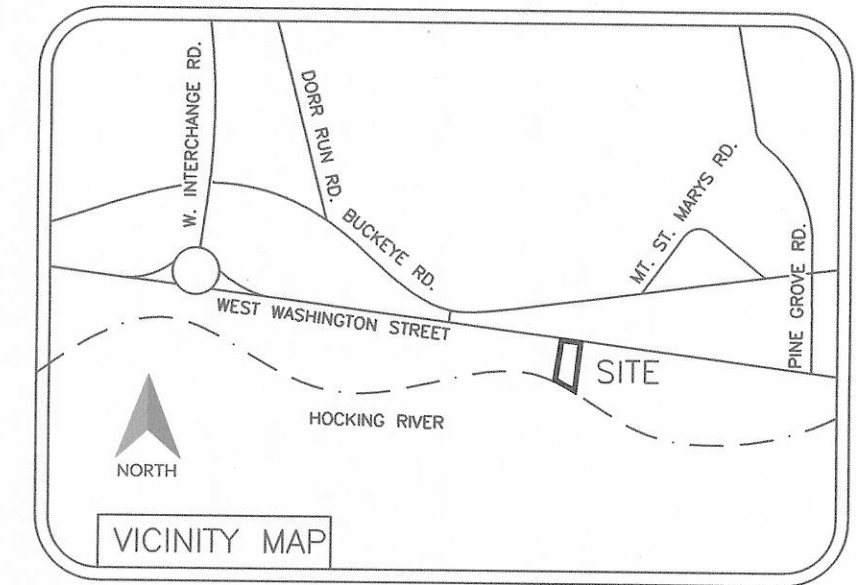 W. INTERCHANGE RD.
DORR RUN RD.
BUCKEYE RD.
MT. ST. MARYS RD.
PINE GROVE RD.
WEST WASHINGTON STREET
SITE
HOCKING RIVER
NORTH
VICINITY MAP